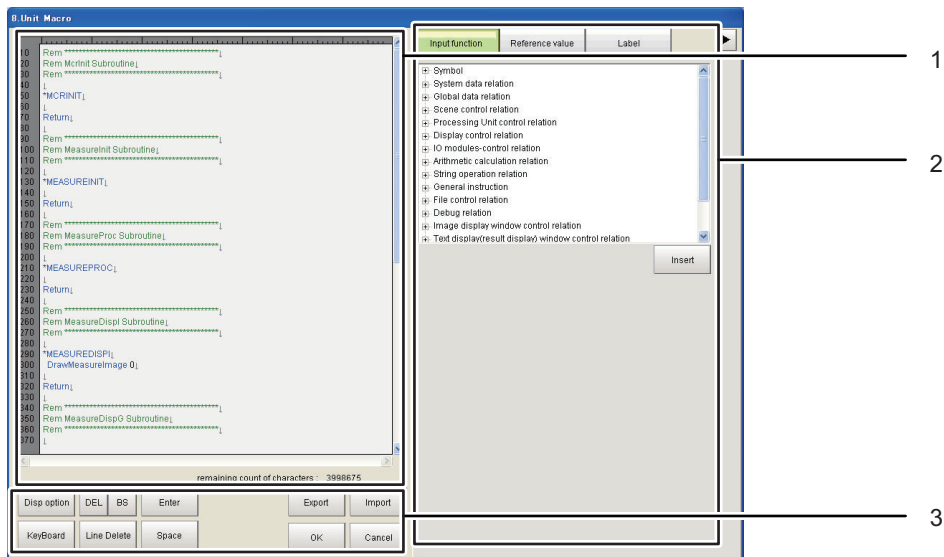 8.Unit Macro
10 Rem *******************************************↓
20 Rem McrInit Subroutine↓
30 Rem *******************************************↓
40 ↓
50 *MCRINIT↓
60 ↓
70 Return↓
80 ↓
90 Rem *******************************************↓
100 Rem MeasureInit Subroutine↓
110 Rem *******************************************↓
120 ↓
130 *MEASUREINIT↓
140 ↓
150 Return↓
160 ↓
170 Rem *******************************************↓
180 Rem MeasureProc Subroutine↓
190 Rem *******************************************↓
200 ↓
210 *MEASUREPROC↓
220 ↓
230 Return↓
240 ↓
250 Rem *******************************************↓
260 Rem MeasureDispI Subroutine↓
270 Rem *******************************************↓
280 ↓
290 *MEASUREDISPI↓
300 DrawMeasureImage 0↓
310 ↓
320 Return↓
330 ↓
340 Rem *******************************************↓
350 Rem MeasureDispG Subroutine↓
360 Rem *******************************************↓
370 ↓
remaining count of characters : 3998675
Disp option DEL BS Enter Export Import
KeyBoard Line Delete Space OK Cancel
Input function Reference value Label
Symbol
System data relation
Global data relation
Scene control relation
Processing Unit control relation
Display control relation
IO modules-control relation
Arithmetic calculation relation
String operation relation
General instruction
File control relation
Debug relation
Image display window control relation
Text display(result display) window control relation
Insert
1
2
3